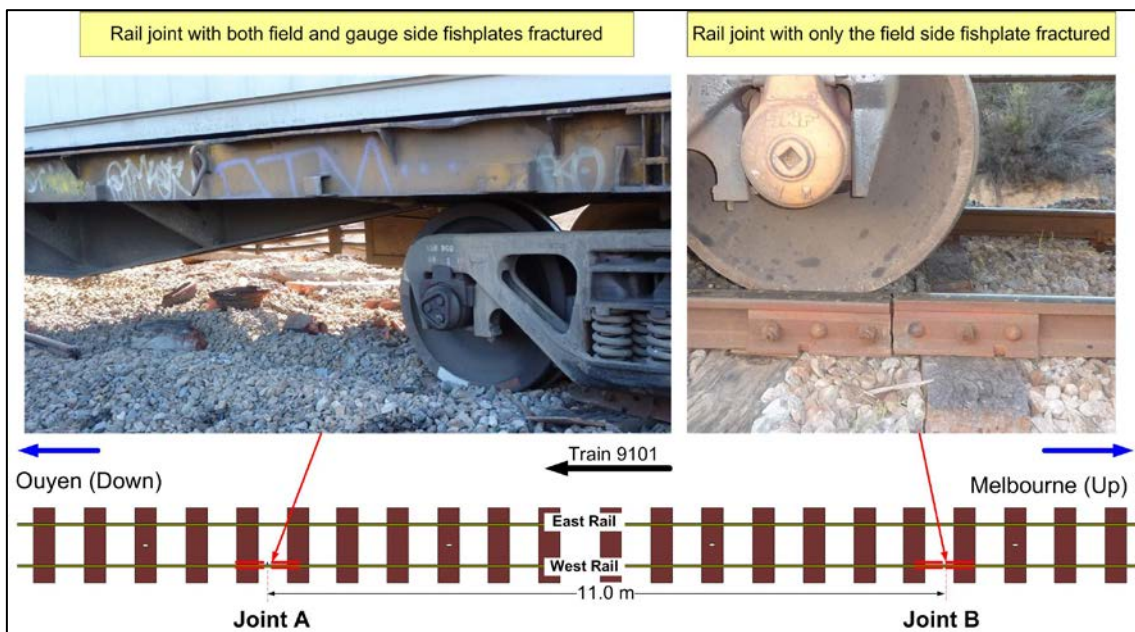 Rail joint with both field and gauge side fishplates fractured
Rail joint with only the field side fishplate fractured
Train 9101
Ouyen (Down)
Melbourne (Up)
East Rail
West Rail
11.0 m
Joint A
Joint B